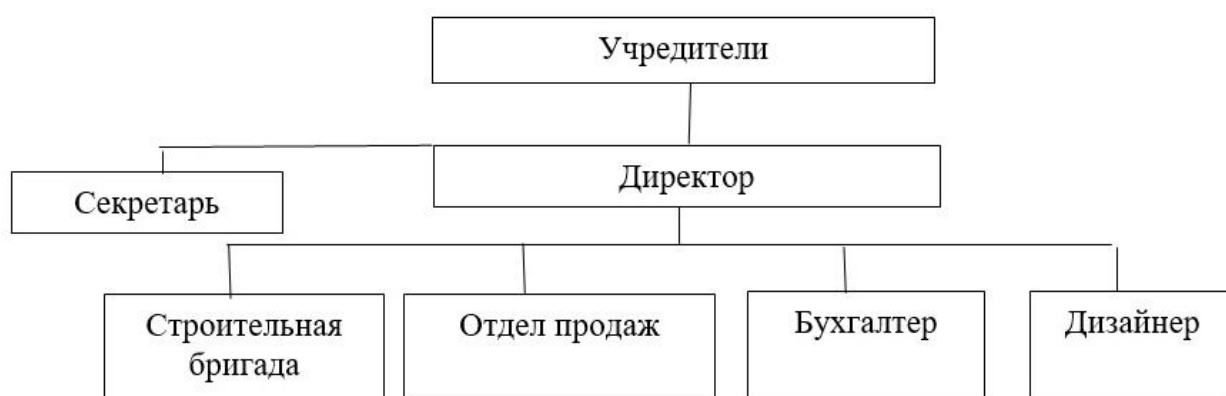 Учредители
Директор
Секретарь
Строительная
бригада
Отдел продаж
Бухгалтер
Дизайнер